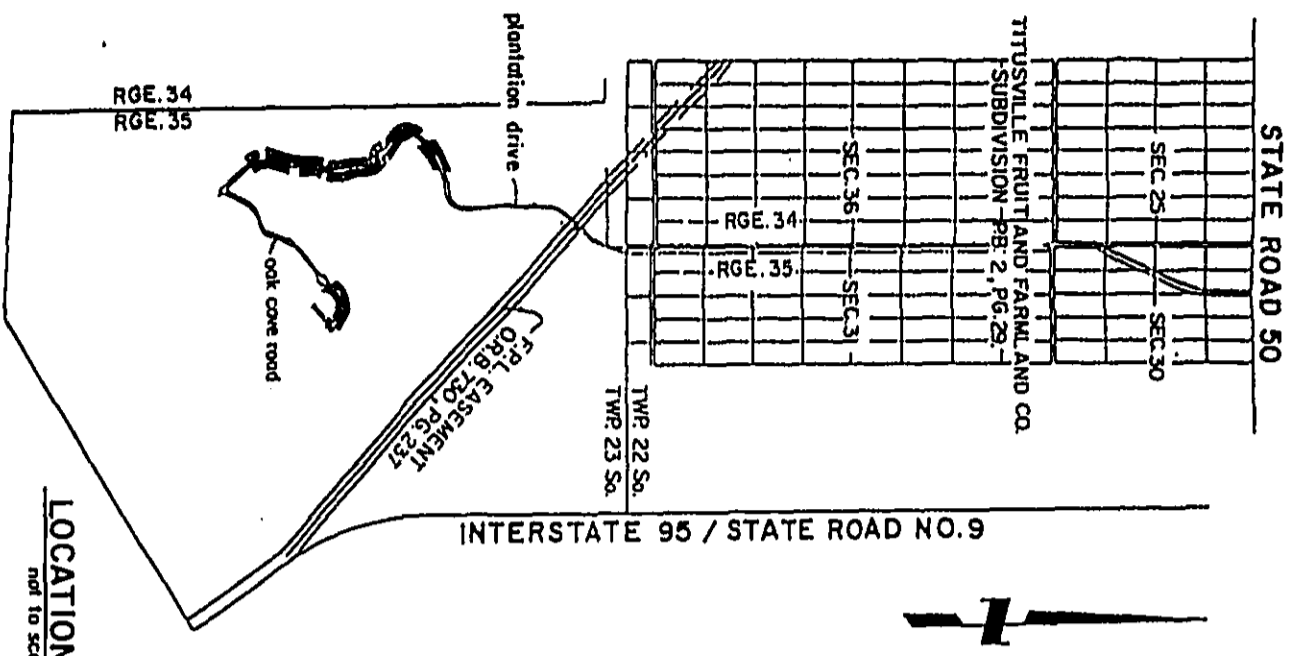 STATE ROAD 50
SEC. 25
SEC. 30
TITUSVILLE FRUIT AND FARMLAND CO.
SUBDIVISION - P.B. 2, PG. 29.
SEC. 36
SEC. 31
RGE. 34
RGE. 35
TWP. 22 So.
TWP. 23 So.
plantation drive
RGE. 34
RGE. 35
oak cove road
F.P.L. EASEMENT
O.R.B. 730, PG. 237
INTERSTATE 95 / STATE ROAD NO. 9
N
LOCATION
not to